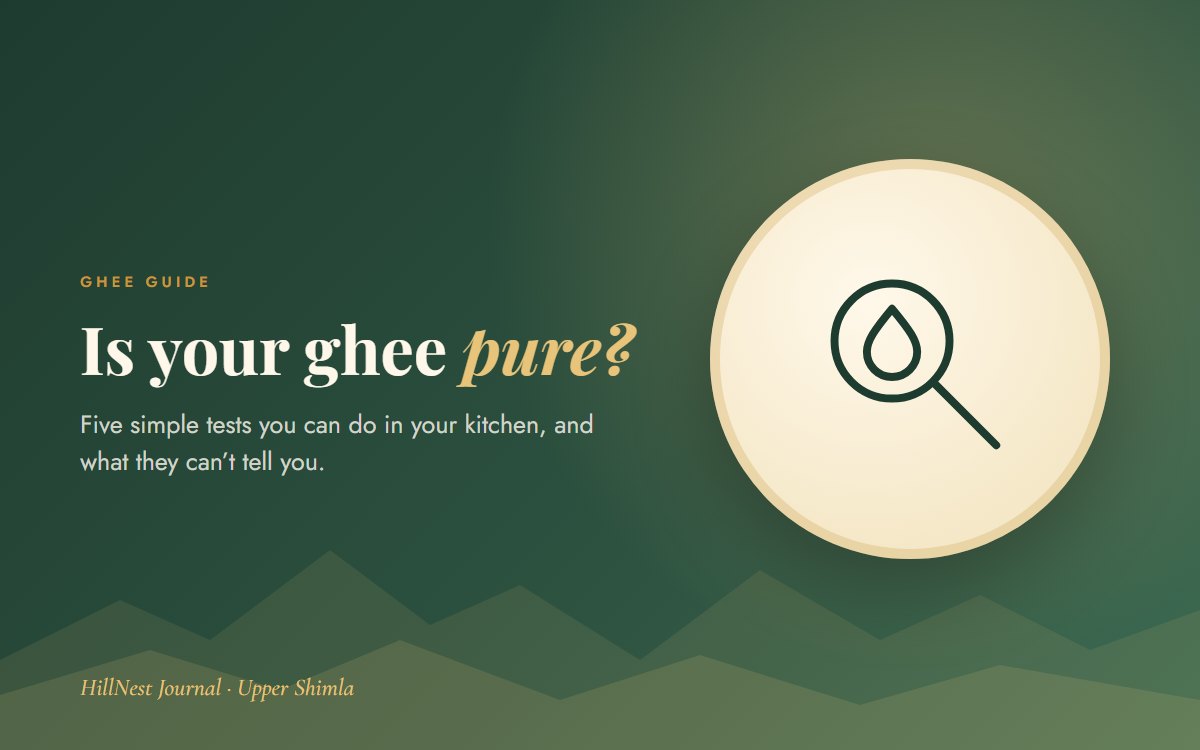 GHEE GUIDE
Is your ghee pure?
Five simple tests you can do in your kitchen, and
what they can’t tell you.
HillNest Journal · Upper Shimla